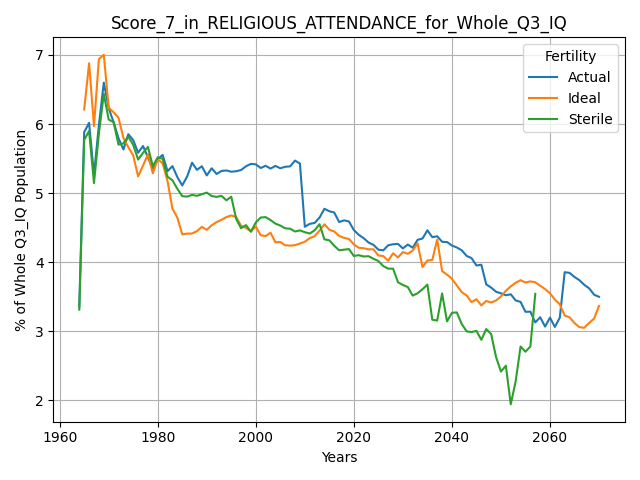 Score_7_in_RELIGIOUS_ATTENDANCE_for_Whole_Q3_IQ
Fertility
Actual
Ideal
Sterile
% of Whole Q3_IQ Population
7
6
5
4
3
2
1960
1980
2000
2020
2040
2060
Years